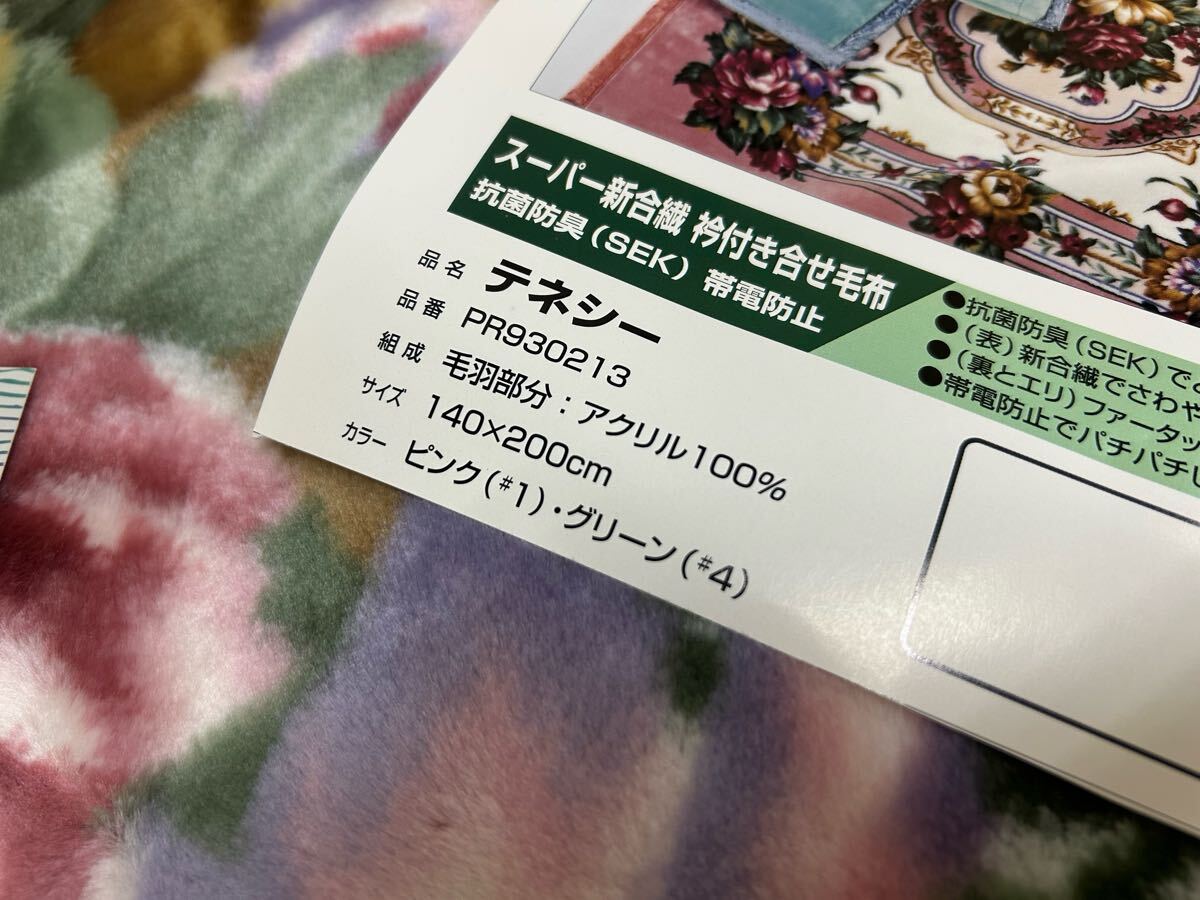 スーパー新合繊 衿付き合せ毛布
抗菌防臭(SEK) 帯電防止
品名 テネシー
品番 PR930213
組成 毛羽部分：アクリル100%
サイズ 140×200cm
カラー ピンク(#1)・グリーン(#4)
●抗菌防臭(SEK)で
●(表)新合繊でさわや
●(裏とエリ)ファータッ
●帯電防止でパチパチし